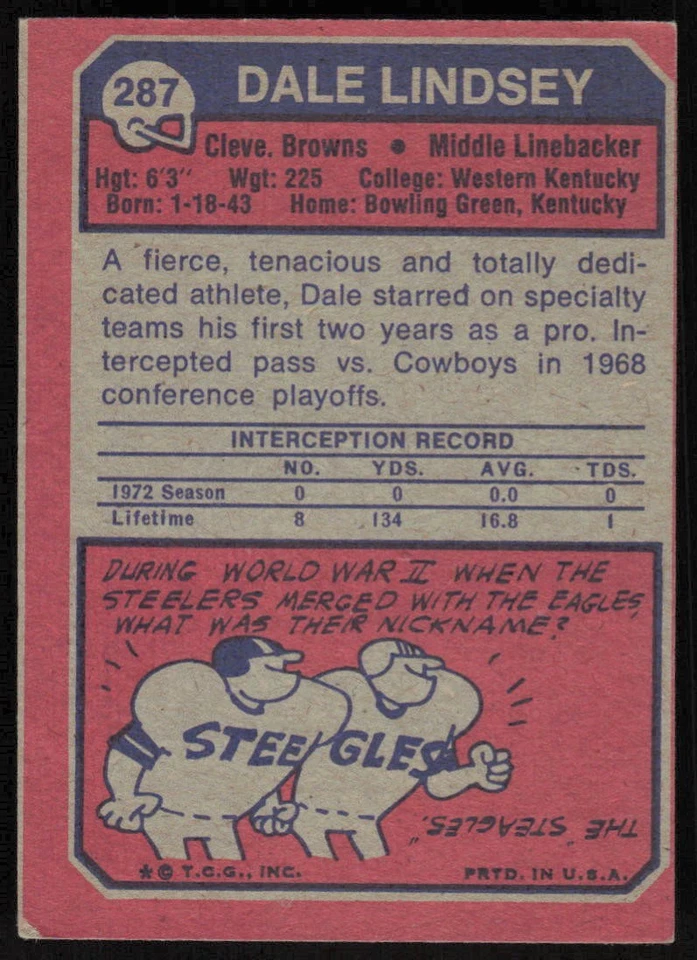 287
DALE LINDSEY
Cleve. Browns • Middle Linebacker
Hgt: 6'3" Wgt: 225 College: Western Kentucky
Born: 1-18-43 Home: Bowling Green, Kentucky
A fierce, tenacious and totally dedi-
cated athlete, Dale starred on specialty
teams his first two years as a pro. In-
tercepted pass vs. Cowboys in 1968
conference playoffs.
INTERCEPTION RECORD
NO. YDS. AVG. TDS.
1972 Season 0 0 0.0 0
Lifetime 8 134 16.8 1
DURING WORLD WAR II WHEN THE
STEELERS MERGED WITH THE EAGLES,
WHAT WAS THEIR NICKNAME?
STEE GLES
THE "STEAGLES."
*© T.C.G., INC. PRTD. IN U.S.A.